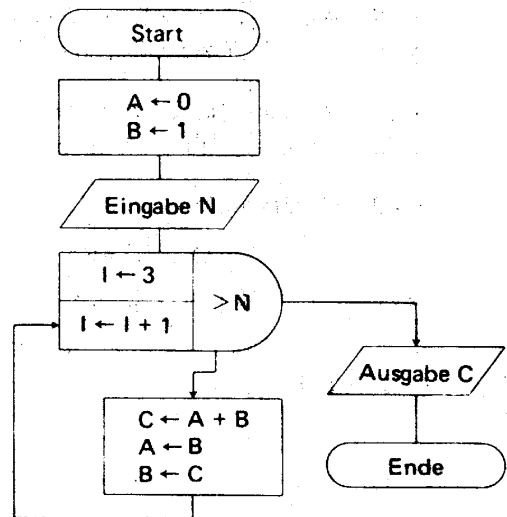 Start
A ← 0
B ← 1
Eingabe N
I ← 3
I ← I + 1
> N
Ausgabe C
C ← A + B
A ← B
B ← C
Ende